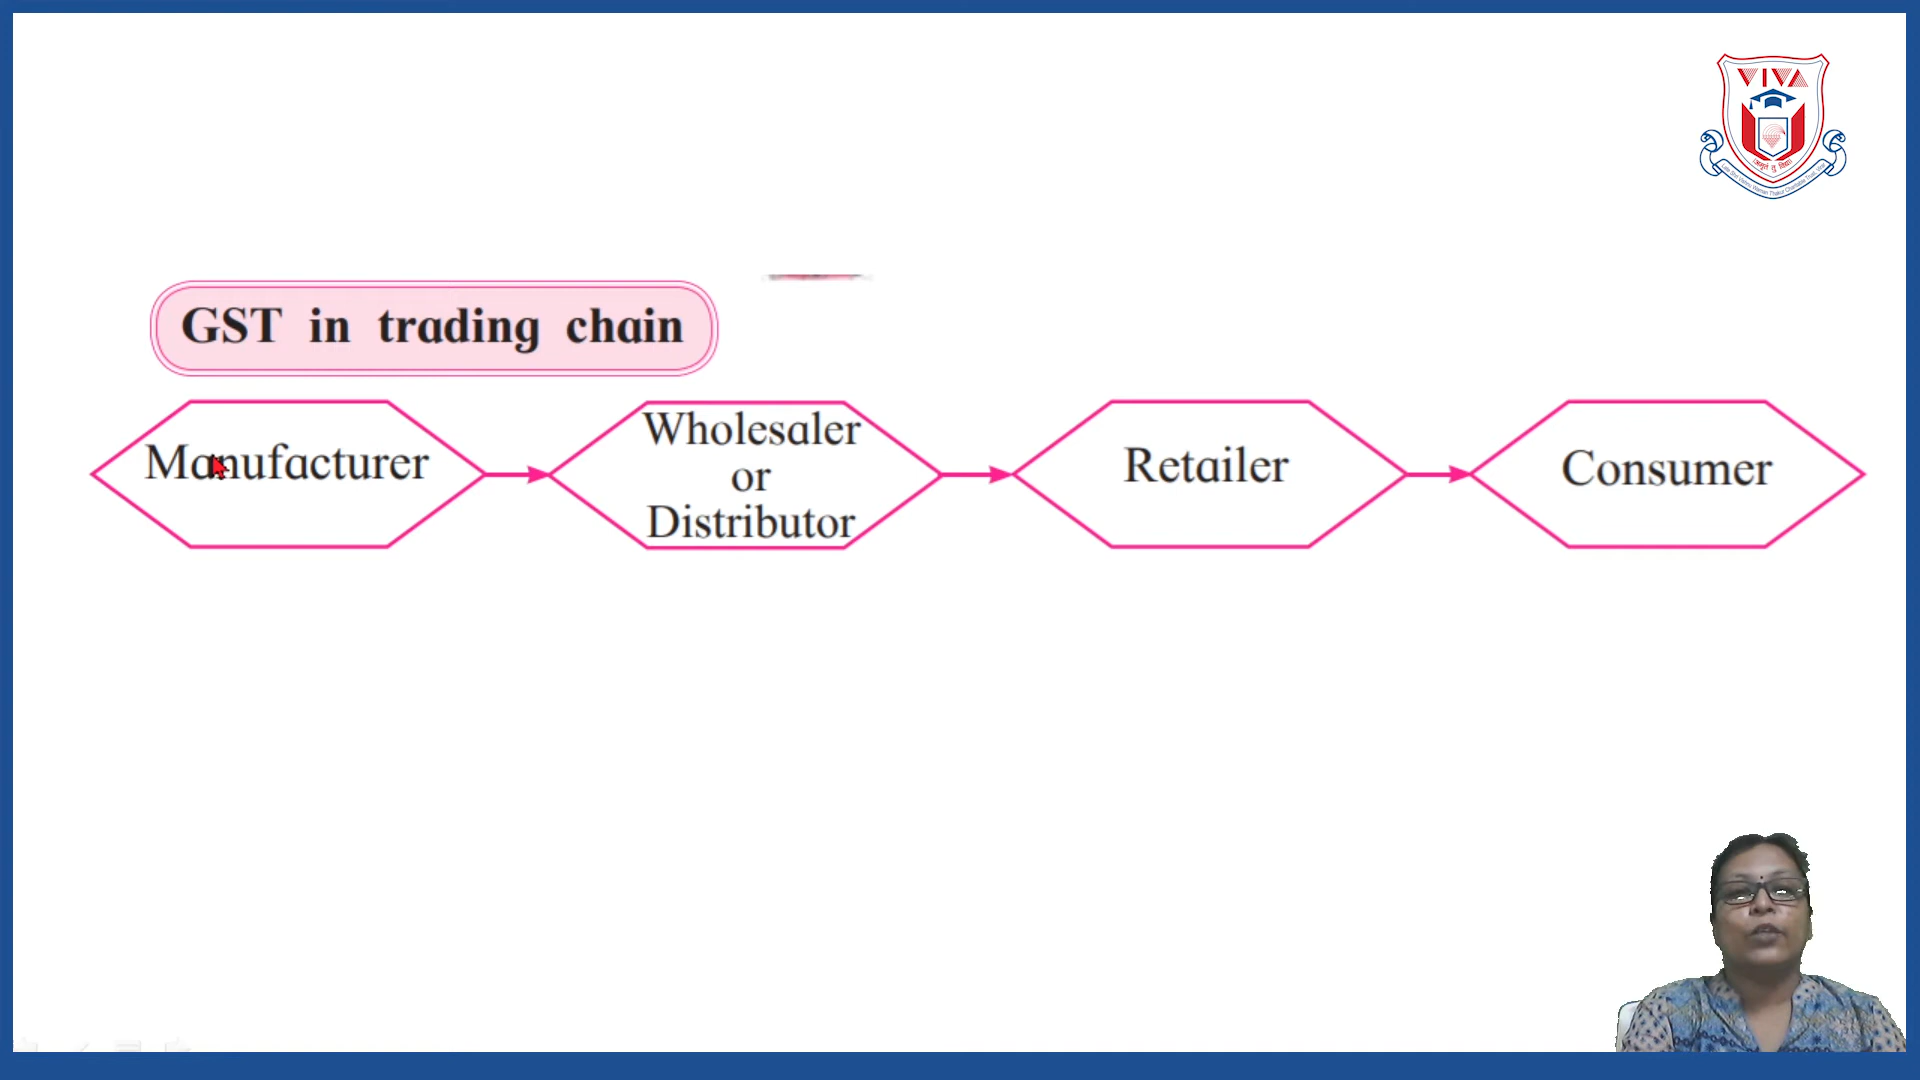 VIVA
GST in trading chain
Manufacturer
Wholesaler
or
Distributor
Retailer
Consumer